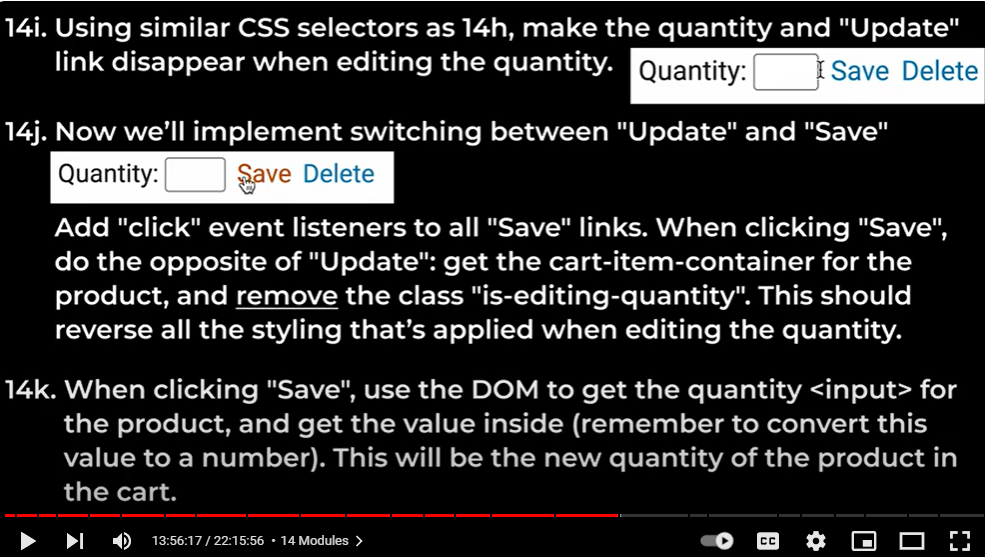 14i. Using similar CSS selectors as 14h, make the quantity and "Update"
link disappear when editing the quantity.
Quantity: Save Delete
14j. Now we'll implement switching between "Update" and "Save"
Quantity: Save Delete
Add "click" event listeners to all "Save" links. When clicking "Save",
do the opposite of "Update": get the cart-item-container for the
product, and remove the class "is-editing-quantity". This should
reverse all the styling that's applied when editing the quantity.
14k. When clicking "Save", use the DOM to get the quantity <input> for
the product, and get the value inside (remember to convert this
value to a number). This will be the new quantity of the product in
the cart.
13:56:17 / 22:15:56 • 14 Modules >
CC